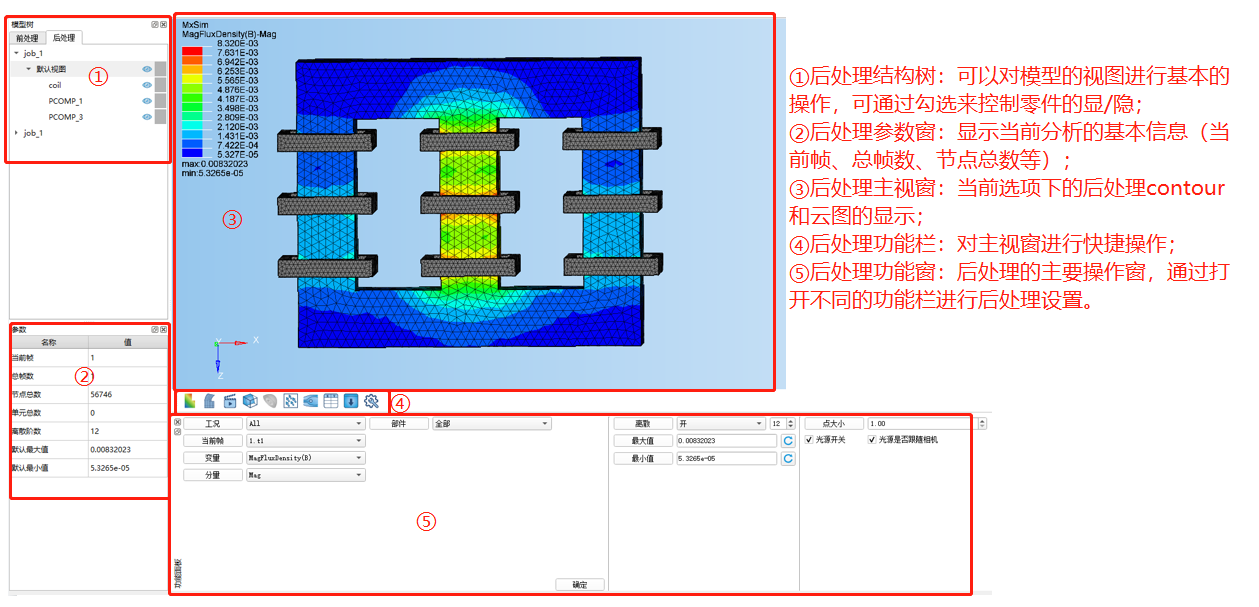 模型树
前处理 后处理
job_1
默认视图
coil
PCOMP_1
PCOMP_3
job_1
①
MxSim
MagFluxDensity(B)-Mag
8.320E-03
7.631E-03
6.942E-03
6.253E-03
5.565E-03
4.876E-03
4.187E-03
3.498E-03
2.809E-03
2.120E-03
1.431E-03
7.422E-04
5.327E-05
max:0.00832023
min:5.3265e-05
③
X
Z
①后处理结构树：可以对模型的视图进行基本的
操作，可通过勾选来控制零件的显/隐；
②后处理参数窗：显示当前分析的基本信息（当
前帧、总帧数、节点总数等）；
③后处理主视窗：当前选项下的后处理contour
和云图的显示；
④后处理功能栏：对主视窗进行快捷操作；
⑤后处理功能窗：后处理的主要操作窗，通过打
开不同的功能栏进行后处理设置。
参数
名称 值
当前帧 1
总帧数
②
节点总数 56746
单元总数 0
离散阶数 12
默认最大值 0.00832023
默认最小值 5.3265e-05
④
工况 All 部件 全部
当前帧 1.t1
变量 MagFluxDensity(B)
分量 Mag
离散 开 12
最大值 0.00832023
最小值 5.3265e-05
点大小 1.00
光源开关 光源是否跟随相机
⑤
功能面板
确定